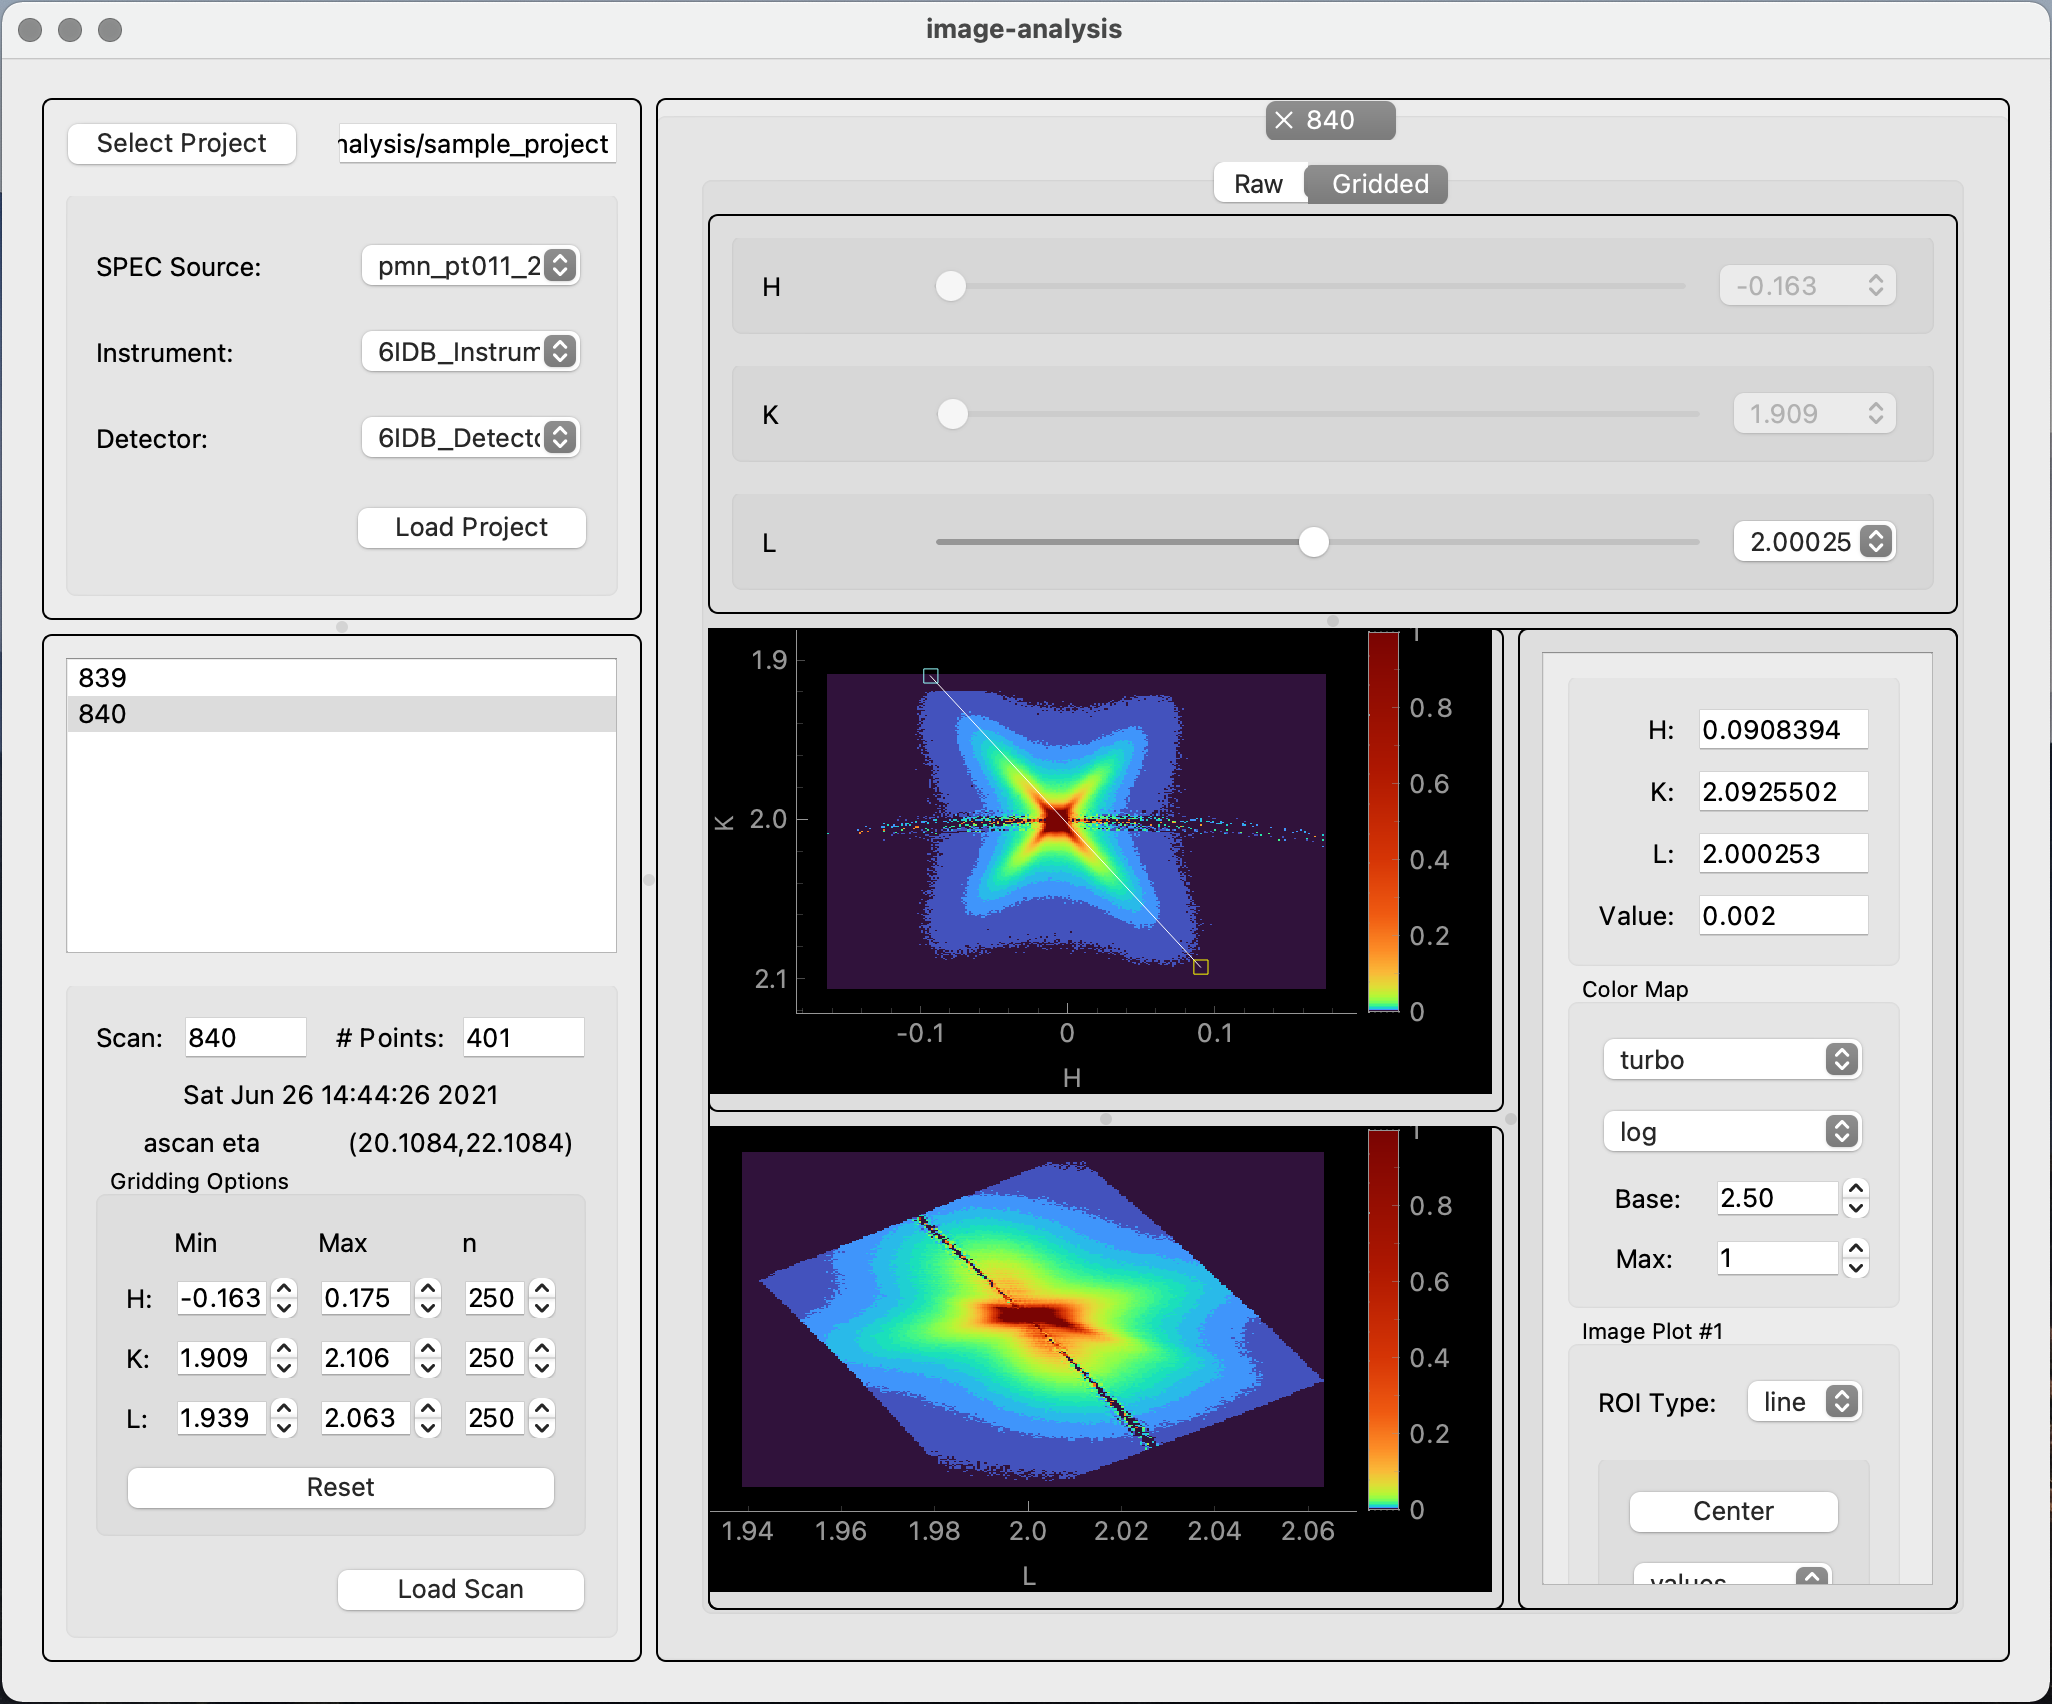 image-analysis
Select Project
nalysis/sample_project
SPEC Source:
pmn_pt011_2
Instrument:
6IDB_Instrum
Detector:
6IDB_Detect
Load Project
839
840
Scan: 840 # Points: 401
Sat Jun 26 14:44:26 2021
ascan eta (20.1084,22.1084)
Gridding Options
Min Max n
H: -0.163 0.175 250
K: 1.909 2.106 250
L: 1.939 2.063 250
Reset
Load Scan
840
Raw Gridded
H -0.163
K 1.909
L 2.00025
1.9
2.0
2.1
K
-0.1 0 0.1
H
0.8
0.6
0.4
0.2
0
1.94 1.96 1.98 2.0 2.02 2.04 2.06
L
0.8
0.6
0.4
0.2
0
H: 0.0908394
K: 2.0925502
L: 2.000253
Value: 0.002
Color Map
turbo
log
Base: 2.50
Max: 1
Image Plot #1
ROI Type: line
Center
values